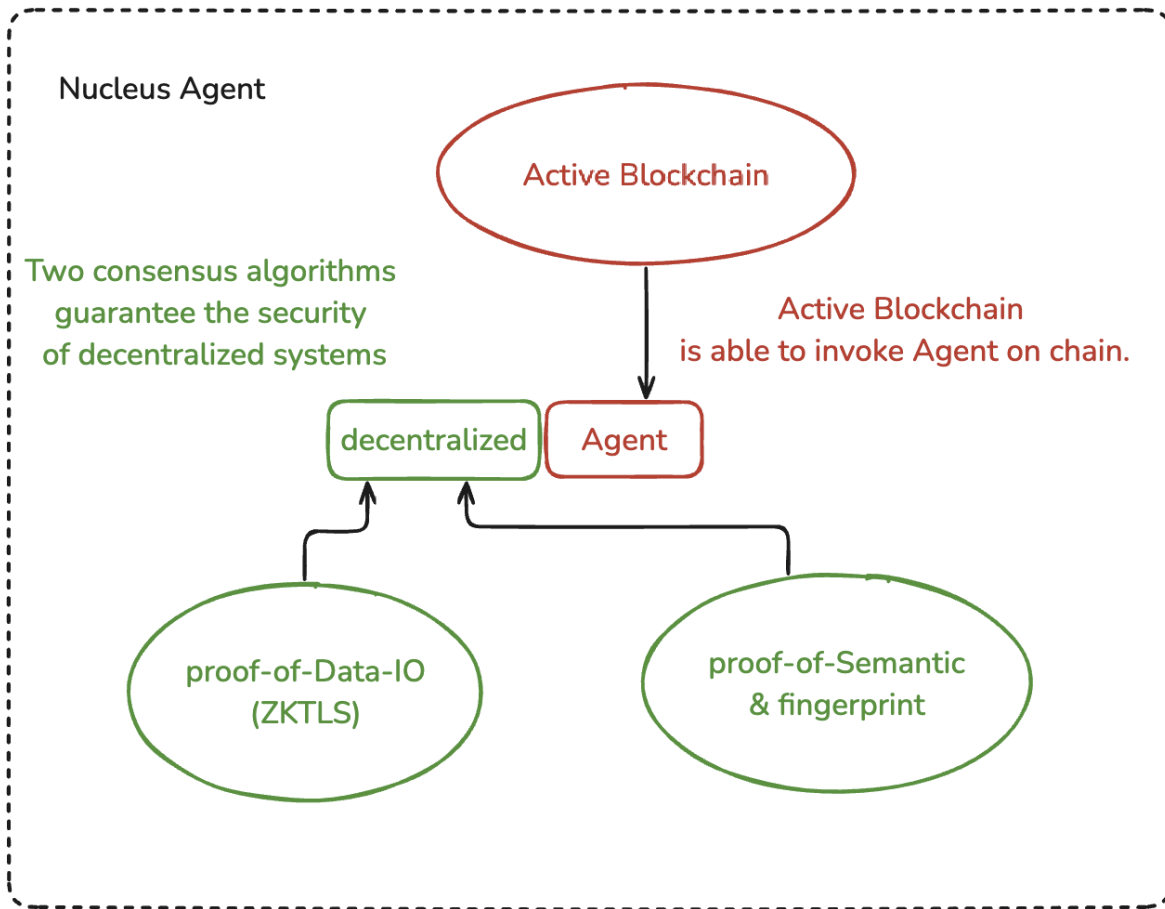 Nucleus Agent
Active Blockchain
Two consensus algorithms
guarantee the security
of decentralized systems
Active Blockchain
is able to invoke Agent on chain.
decentralized
Agent
proof-of-Data-IO
(ZKTLS)
proof-of-Semantic
& fingerprint